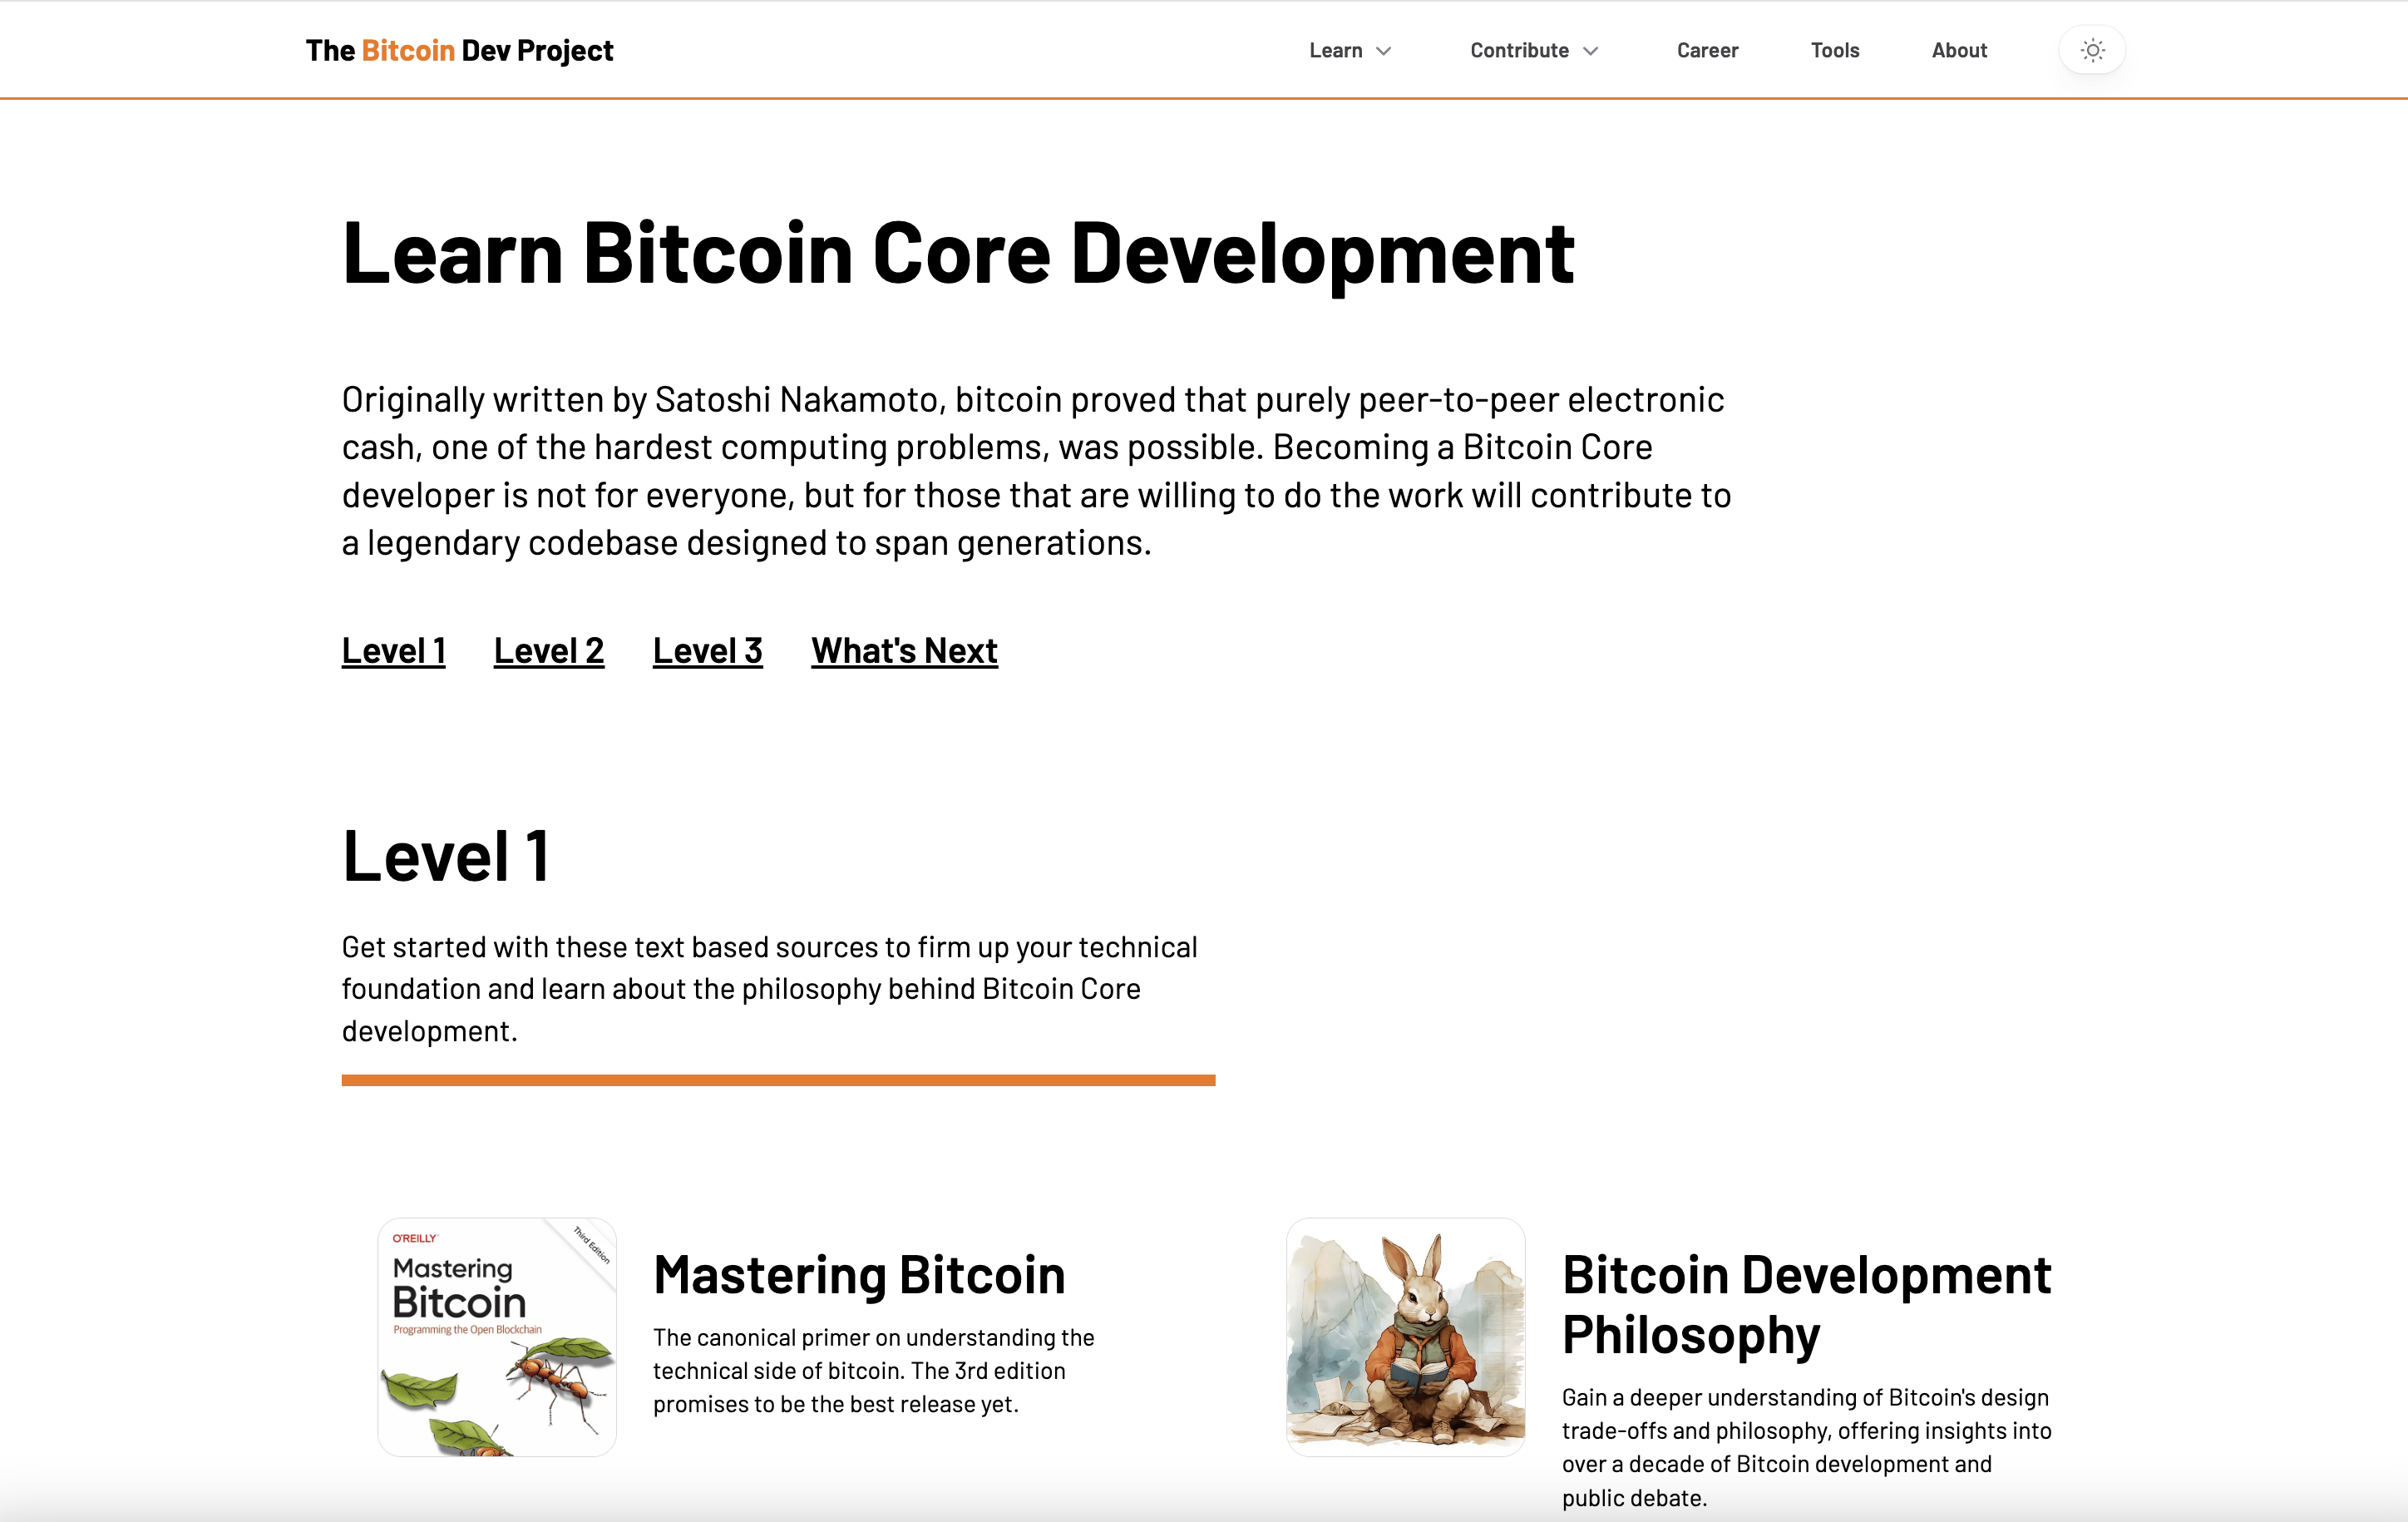 The Bitcoin Dev Project
Learn
Contribute
Career
Tools
About
Learn Bitcoin Core Development
Originally written by Satoshi Nakamoto, bitcoin proved that purely peer-to-peer electronic
cash, one of the hardest computing problems, was possible. Becoming a Bitcoin Core
developer is not for everyone, but for those that are willing to do the work will contribute to
a legendary codebase designed to span generations.
Level 1
Level 2
Level 3
What's Next
Level 1
Get started with these text based sources to firm up your technical
foundation and learn about the philosophy behind Bitcoin Core
development.
O'REILLY
Third Edition
Mastering
Bitcoin
Programming the Open Blockchain
Mastering Bitcoin
The canonical primer on understanding the
technical side of bitcoin. The 3rd edition
promises to be the best release yet.
Bitcoin Development
Philosophy
Gain a deeper understanding of Bitcoin's design
trade-offs and philosophy, offering insights into
over a decade of Bitcoin development and
public debate.